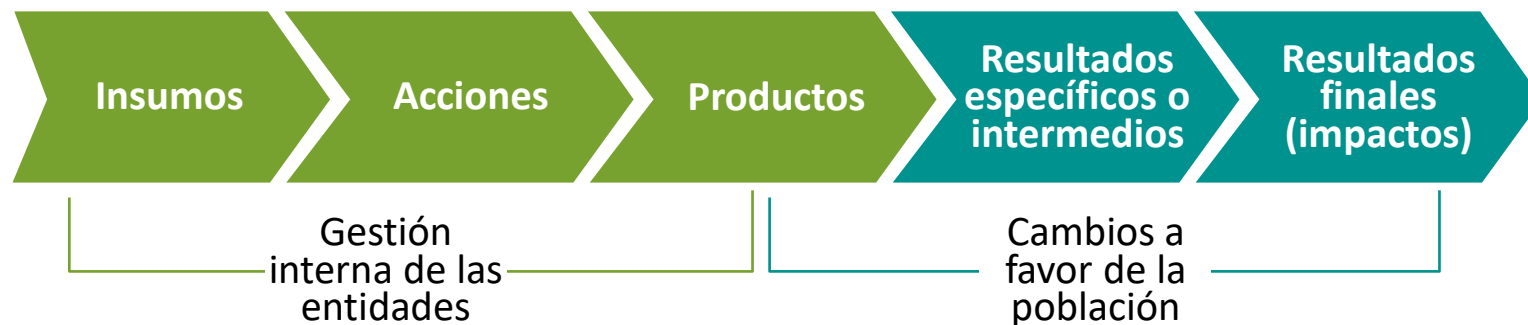 Insumos
Acciones
Productos
Resultados
específicos o
intermedios
Resultados
finales
(impactos)
Gestión
interna de las
entidades
Cambios a
favor de la
población